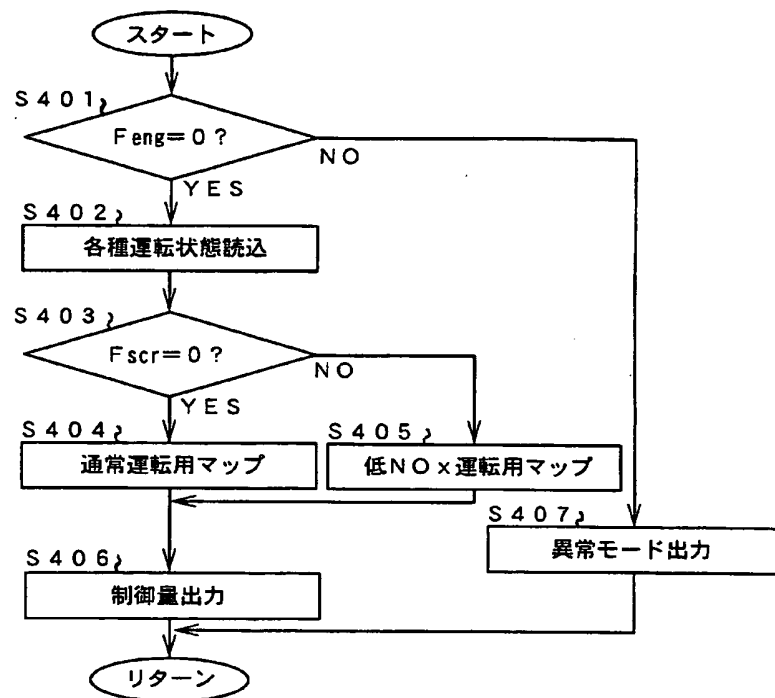 スタート
S401
Feng=0?
NO
YES
S402
各種運転状態読込
S403
Fscr=0?
NO
YES
S404
通常運転用マップ
S405
低NOx運転用マップ
S407
異常モード出力
S406
制御量出力
リターン